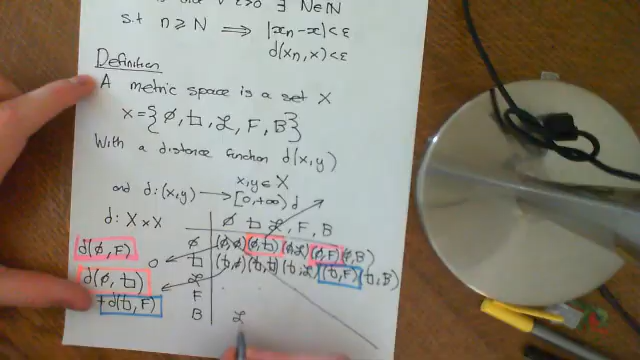 s.t n ⩾ N ⟹ |xn - x| < ε
d(xn, x) < ε
Definition
A metric space is a set X
X = {ϕ, ㄅ, ℒ, F, B}
With a distance function d(x,y)
x,y ∈ X
and d: (x,y) ⟶ [0,+∞) d
d: X × X
ϕ ㄅ ℒ, F, B
d(ϕ, F) ϕ (ϕ,ϕ) (ϕ,ㄅ) (ϕ,ℒ) (ϕ,F) (ϕ,B)
0 ㄅ (ㄅ,ϕ) (ㄅ,ㄅ) (ㄅ,ℒ) (ㄅ,F) (ㄅ,B)
d(ϕ, ㄅ) ℒ
+ d(ㄅ, F) F
B ℒ